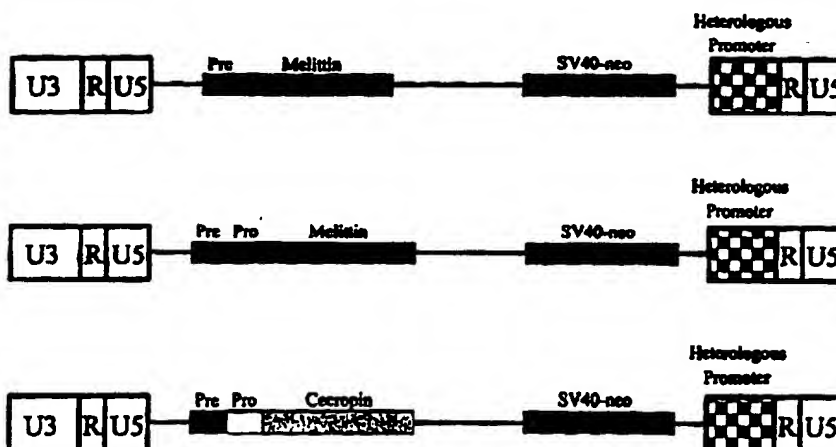 Heterologous
Promoter
Pre Melittin SV40-neo
U3 R U5 R U5
Heterologous
Promoter
Pre Pro Melittin SV40-neo
U3 R U5 R U5
Heterologous
Promoter
Pre Pro Cecropin SV40-neo
U3 R U5 R U5